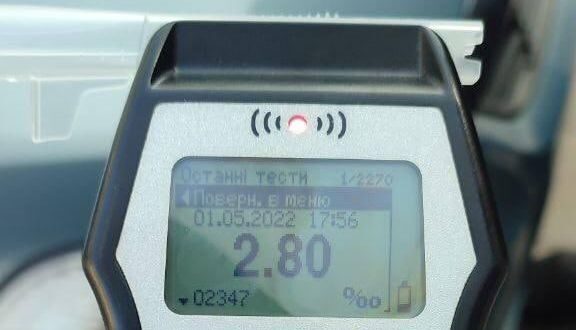 Останні тести 1/2270
Поверн. в меню
01.05.2022 17:56
2.80
02347 ‰